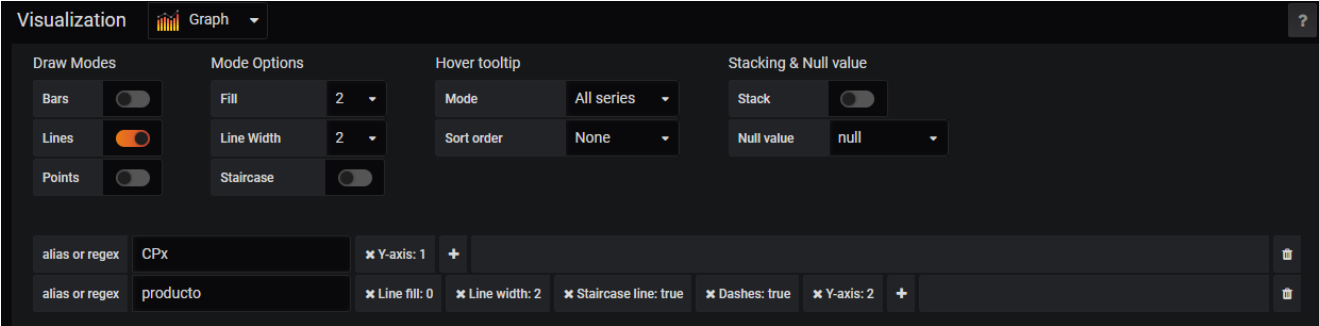 Visualization Graph ?
Draw Modes Mode Options Hover tooltip Stacking & Null value
Bars Fill 2 Mode All series Stack
Lines Line Width 2 Sort order None Null value null
Points Staircase
alias or regex CPx Y-axis: 1
alias or regex producto Line fill: 0 Line width: 2 Staircase line: true Dashes: true Y-axis: 2